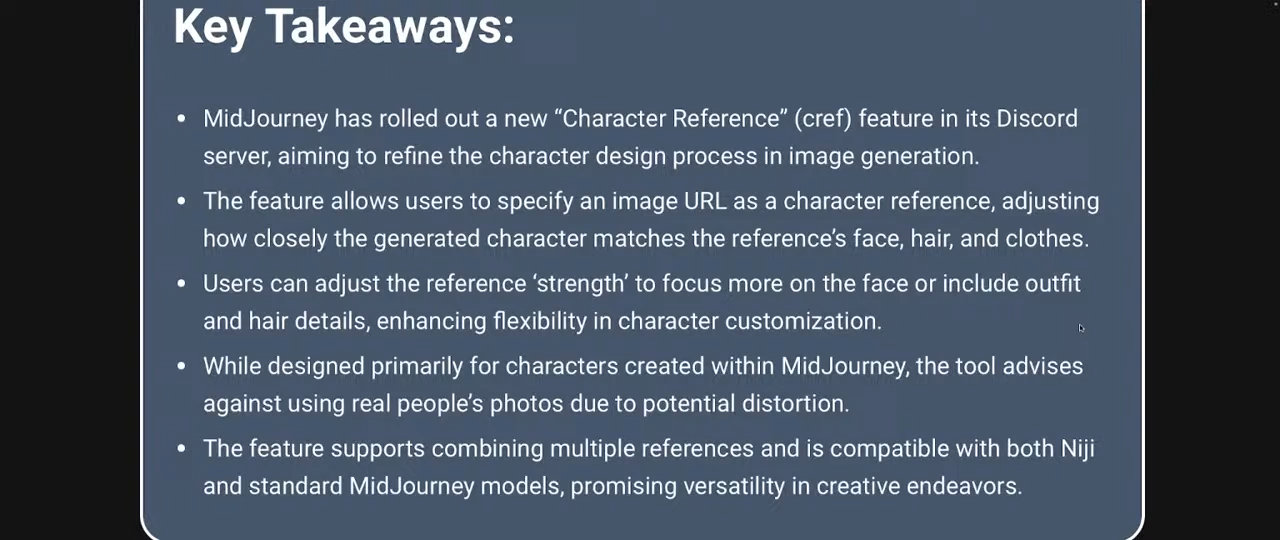 Key Takeaways:
• MidJourney has rolled out a new “Character Reference” (cref) feature in its Discord
server, aiming to refine the character design process in image generation.
• The feature allows users to specify an image URL as a character reference, adjusting
how closely the generated character matches the reference’s face, hair, and clothes.
• Users can adjust the reference ‘strength’ to focus more on the face or include outfit
and hair details, enhancing flexibility in character customization.
• While designed primarily for characters created within MidJourney, the tool advises
against using real people’s photos due to potential distortion.
• The feature supports combining multiple references and is compatible with both Niji
and standard MidJourney models, promising versatility in creative endeavors.